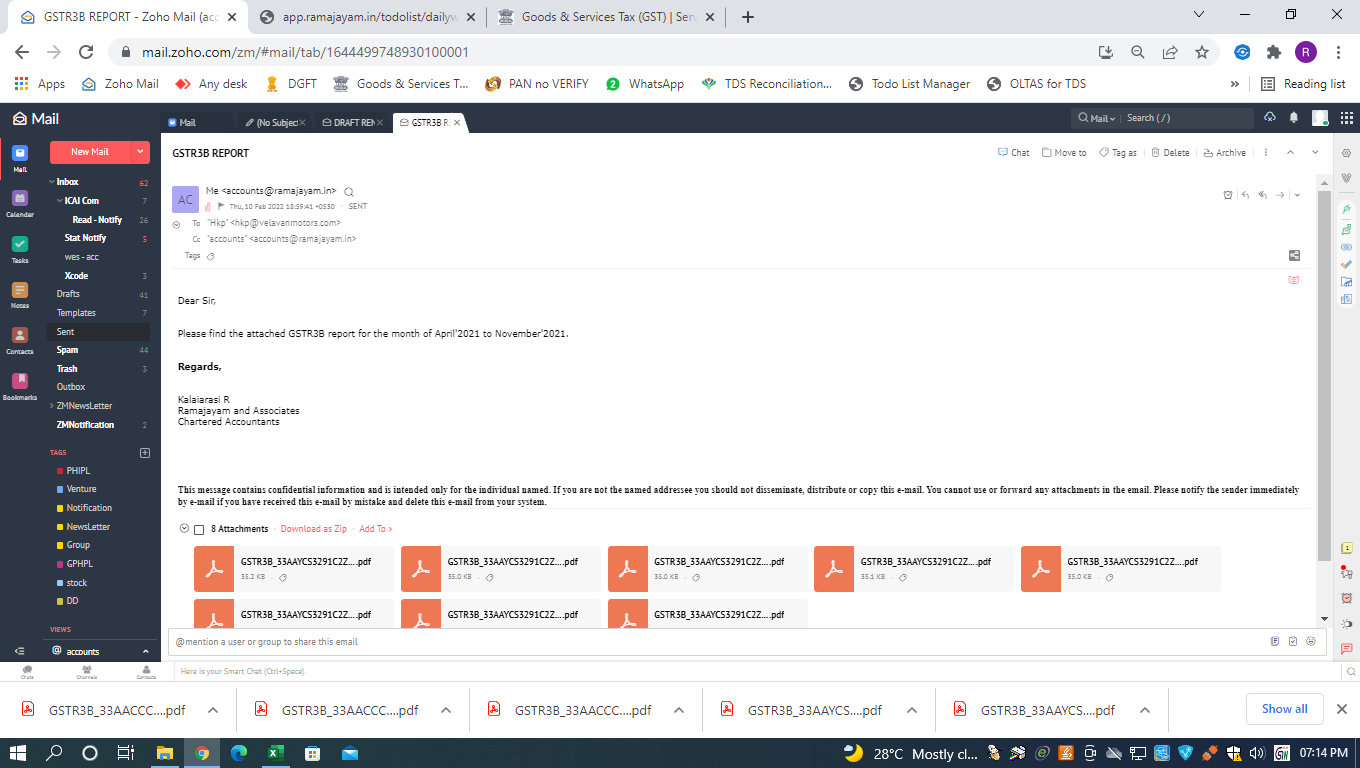 GSTR3B REPORT - Zoho Mail (acc
app.ramajayam.in/todolist/dailyw
Goods & Services Tax (GST) | Ser
mail.zoho.com/zm/#mail/tab/1644499748930100001
R
Apps
Zoho Mail
Any desk
DGFT
Goods & Services T...
PAN no VERIFY
WhatsApp
TDS Reconciliation...
Todo List Manager
OLTAS for TDS
Reading list
Mail
Mail
(No Subject
DRAFT REN
GSTR3B R
Mail
Search ( / )
New Mail
GSTR3B REPORT
Chat
Move to
Tag as
Delete
Archive
Mail
Calendar
Tasks
Notes
Contacts
Bookmarks
Inbox 62
ICAI Com 7
Read - Notify 26
Stat Notify 5
wes - acc
Xcode 3
Drafts 41
Templates 7
Sent
Spam 44
Trash 3
Outbox
ZMNewsLetter
ZMNotification 2
TAGS
PHIPL
Venture
Notification
NewsLetter
Group
GPHPL
stock
DD
VIEWS
@ accounts
AC
Me <accounts@ramajayam.in>
Thu, 10 Feb 2022 18:59:41 +0530 · SENT
To "Hkp" <hkp@velavanmotors.com>
Cc "accounts" <accounts@ramajayam.in>
Tags
Dear Sir,
Please find the attached GSTR3B report for the month of April'2021 to November'2021.
Regards,
Kalaiarasi R
Ramajayam and Associates
Chartered Accountants
This message contains confidential information and is intended only for the individual named. If you are not the named addressee you should not disseminate, distribute or copy this e-mail. You cannot use or forward any attachments in the email. Please notify the sender immediately
by e-mail if you have received this e-mail by mistake and delete this e-mail from your system.
8 Attachments · Download as Zip · Add To ›
GSTR3B_33AAYCS3291C2Z....pdf
35.2 KB
GSTR3B_33AAYCS3291C2Z....pdf
35.0 KB
GSTR3B_33AAYCS3291C2Z....pdf
35.0 KB
GSTR3B_33AAYCS3291C2Z....pdf
35.1 KB
GSTR3B_33AAYCS3291C2Z....pdf
35.0 KB
GSTR3B_33AAYCS3291C2Z....pdf
GSTR3B_33AAYCS3291C2Z....pdf
GSTR3B_33AAYCS3291C2Z....pdf
@mention a user or group to share this email
Chats
Channels
Contacts
Here is your Smart Chat (Ctrl+Space)
GSTR3B_33AACCC....pdf
GSTR3B_33AACCC....pdf
GSTR3B_33AACCC....pdf
GSTR3B_33AAYCS....pdf
GSTR3B_33AAYCS....pdf
Show all
28°C Mostly cl...
07:14 PM